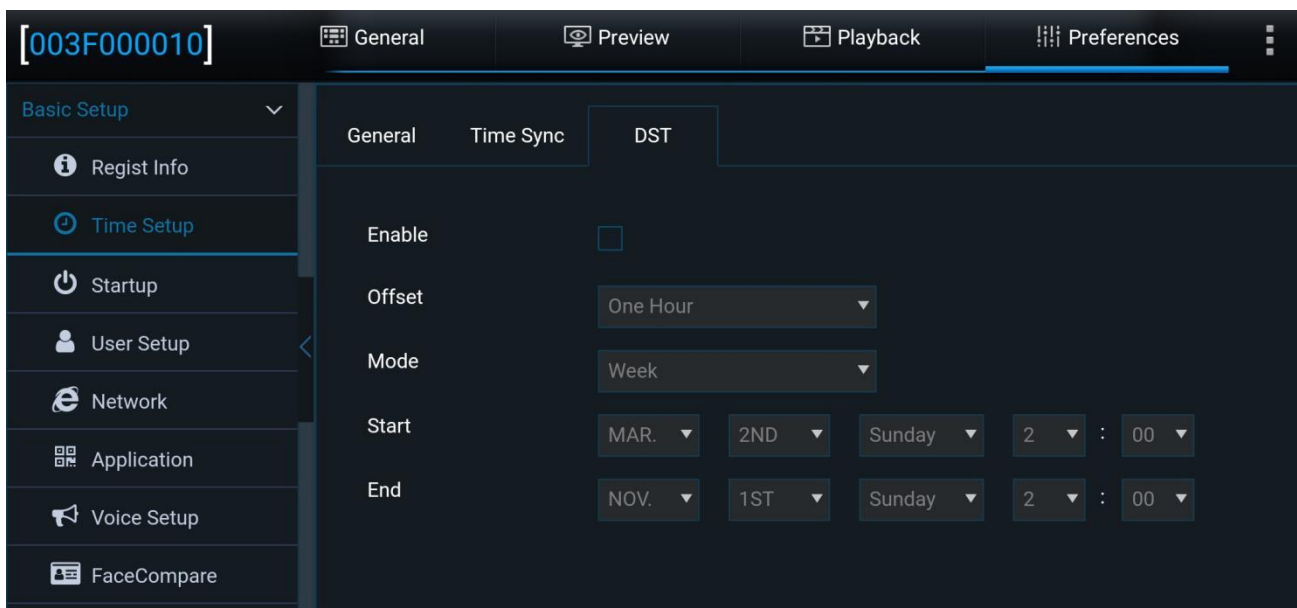 [003F000010]
General
Preview
Playback
Preferences
Basic Setup
Regist Info
Time Setup
Startup
User Setup
Network
Application
Voice Setup
FaceCompare
General Time Sync DST
Enable
Offset One Hour
Mode Week
Start MAR. 2ND Sunday 2 : 00
End NOV. 1ST Sunday 2 : 00